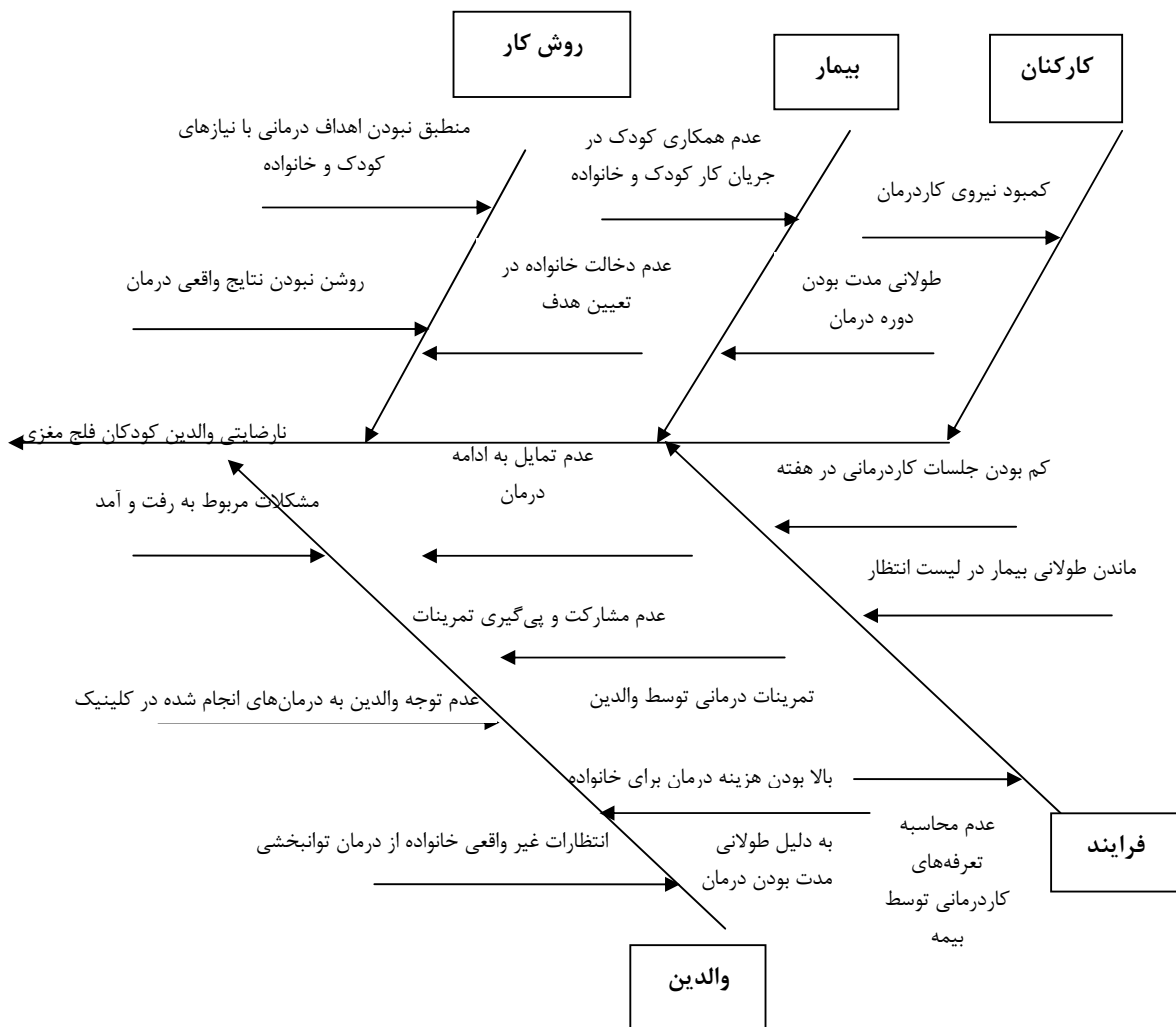 روش کار
بیمار
کارکنان
منطبق نبودن اهداف درمانی با نیازهای
کودک و خانواده
عدم همکاری کودک در
جریان کار کودک و خانواده
کمبود نیروی کاردرمان
روشن نبودن نتایج واقعی درمان
عدم دخالت خانواده در
تعیین هدف
طولانی مدت بودن
دوره درمان
نارضایتی والدین کودکان فلج مغزی
عدم تمایل به ادامه
درمان
کم بودن جلسات کاردرمانی در هفته
مشکلات مربوط به رفت و آمد
ماندن طولانی بیمار در لیست انتظار
عدم مشارکت و پی‌گیری تمرینات
تمرینات درمانی توسط والدین
عدم توجه والدین به درمان‌های انجام شده در کلینیک
بالا بودن هزینه درمان برای خانواده
به دلیل طولانی
مدت بودن درمان
عدم محاسبه
تعرفه‌های
کاردرمانی توسط
بیمه
فرایند
انتظارات غیر واقعی خانواده از درمان توانبخشی
والدین